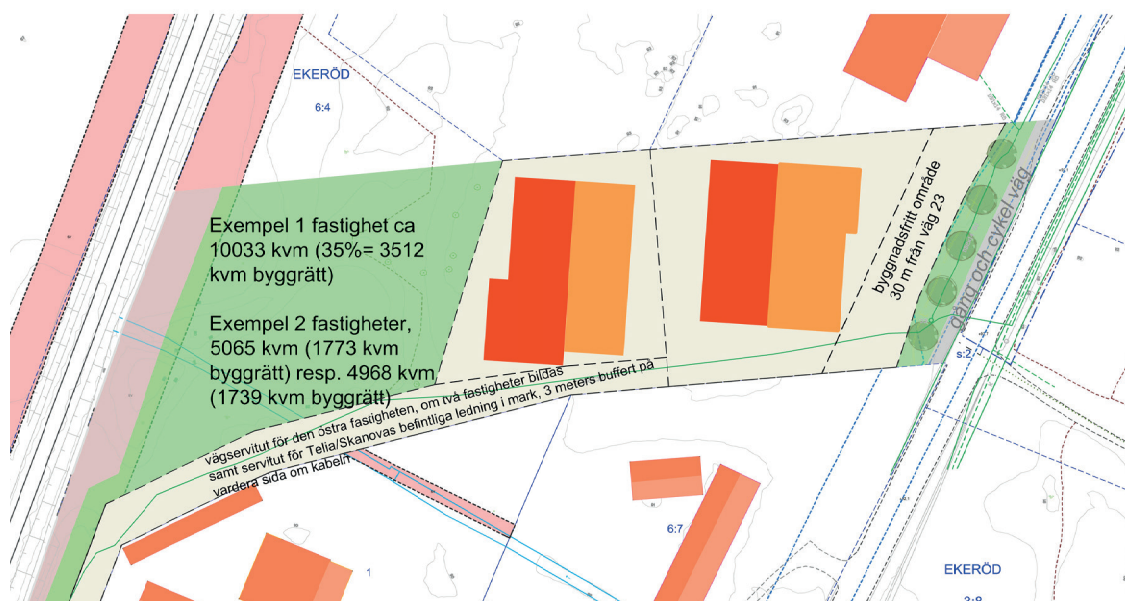 EKERÖD
6:4
Exempel 1 fastighet ca
10033 kvm (35%= 3512
kvm byggrätt)
Exempel 2 fastigheter,
5065 kvm (1773 kvm
byggrätt) resp. 4968 kvm
(1739 kvm byggrätt)
byggnadsfritt område
30 m från väg 23
gång och cykel väg
s:2
vägservitut för den östra fastigheten, om två fastigheter bildas
samt servitut för Telia/Skanovas befintliga ledning i mark, 3 meters buffert på
vardera sida om kabeln
6:7
1
EKERÖD
3:8